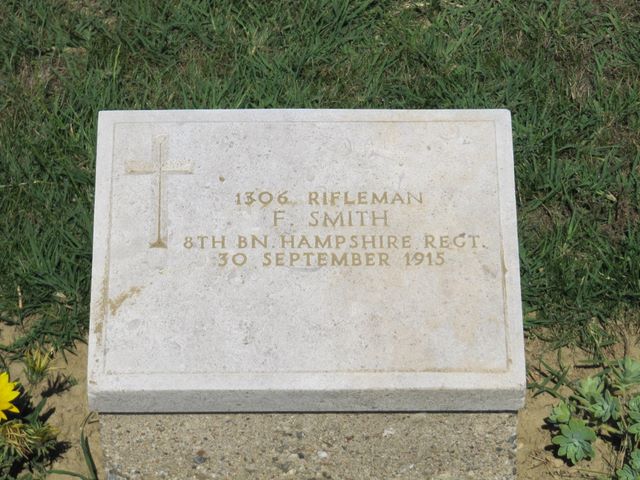 1306 RIFLEMAN
F. SMITH
8TH BN. HAMPSHIRE REGT.
30 SEPTEMBER 1915